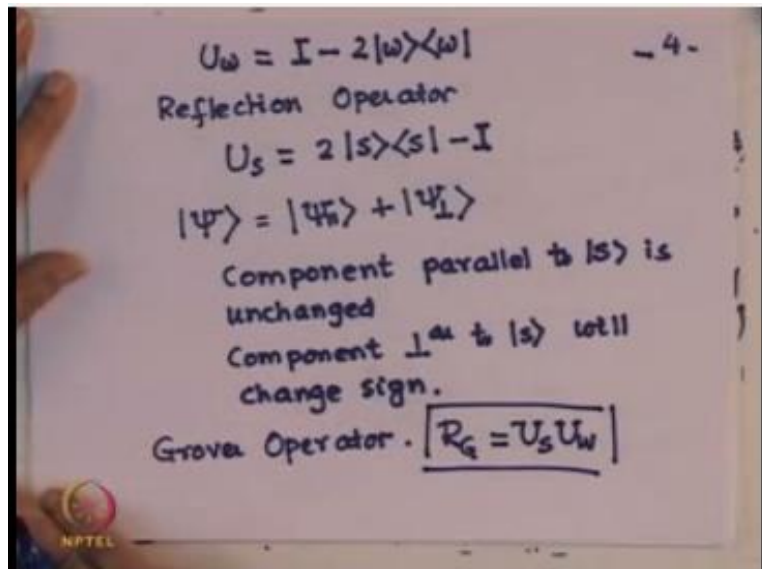 U_ω = I - 2|ω><ω| - 4 -
Reflection Operator
U_S = 2|S><S| - I
|Ψ> = |Ψ_∥> + |Ψ_⊥>
Component parallel to |S> is
unchanged
Component ⊥^ar to |S> will
change sign.
Grover Operator. R_G = U_S U_ω
NPTEL